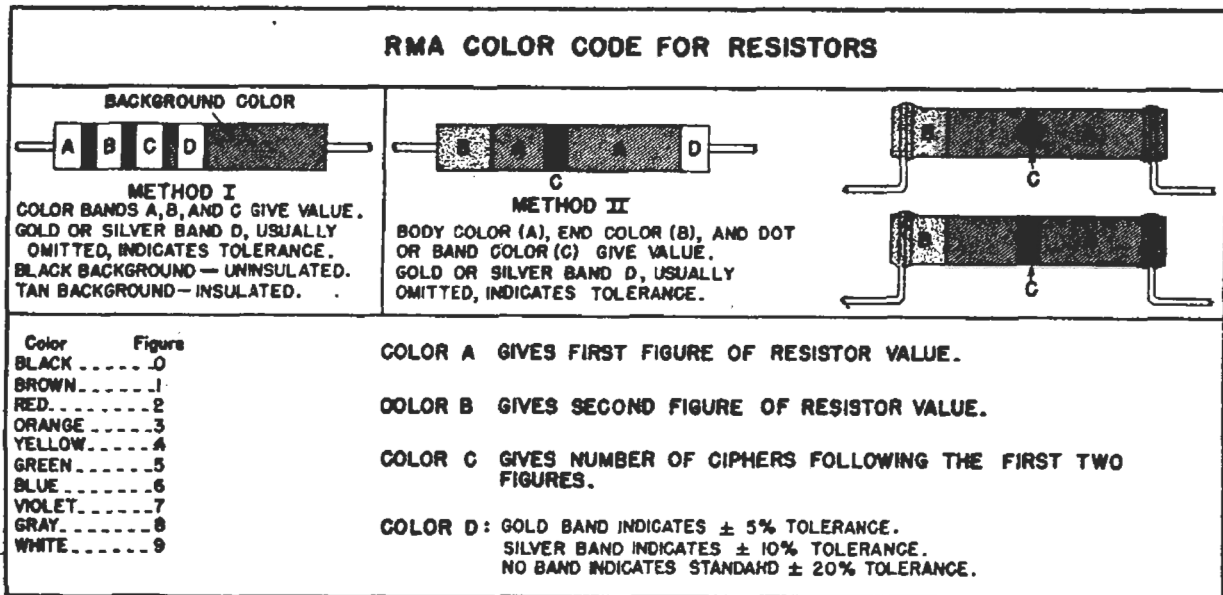 RMA COLOR CODE FOR RESISTORS
BACKGROUND COLOR
A B C D
METHOD I
COLOR BANDS A, B, AND C GIVE VALUE.
GOLD OR SILVER BAND D, USUALLY
OMITTED, INDICATES TOLERANCE.
BLACK BACKGROUND — UNINSULATED.
TAN BACKGROUND — INSULATED.
B A A D
C
METHOD II
BODY COLOR (A), END COLOR (B), AND DOT
OR BAND COLOR (C) GIVE VALUE.
GOLD OR SILVER BAND D, USUALLY
OMITTED, INDICATES TOLERANCE.
B
C
B
C
Color Figure
BLACK ------0
BROWN------1
RED--------2
ORANGE-----3
YELLOW-----4
GREEN------5
BLUE-------6
VIOLET-----7
GRAY-------8
WHITE------9
COLOR A GIVES FIRST FIGURE OF RESISTOR VALUE.
COLOR B GIVES SECOND FIGURE OF RESISTOR VALUE.
COLOR C GIVES NUMBER OF CIPHERS FOLLOWING THE FIRST TWO
FIGURES.
COLOR D: GOLD BAND INDICATES ± 5% TOLERANCE.
SILVER BAND INDICATES ± 10% TOLERANCE.
NO BAND INDICATES STANDARD ± 20% TOLERANCE.